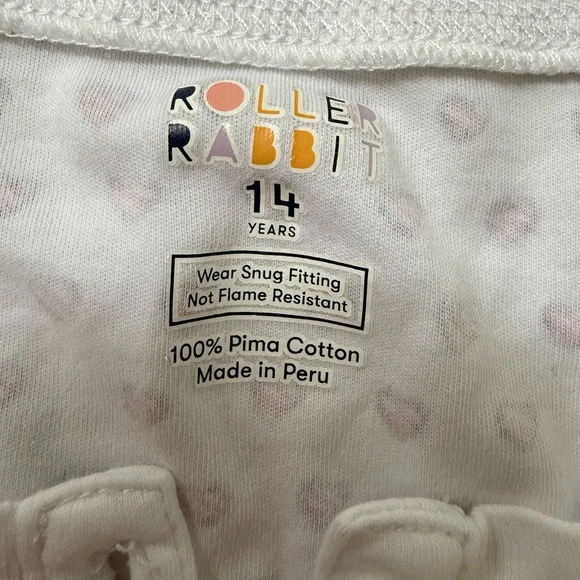 ROLLER
RABBIT
14
YEARS
Wear Snug Fitting
Not Flame Resistant
100% Pima Cotton
Made in Peru